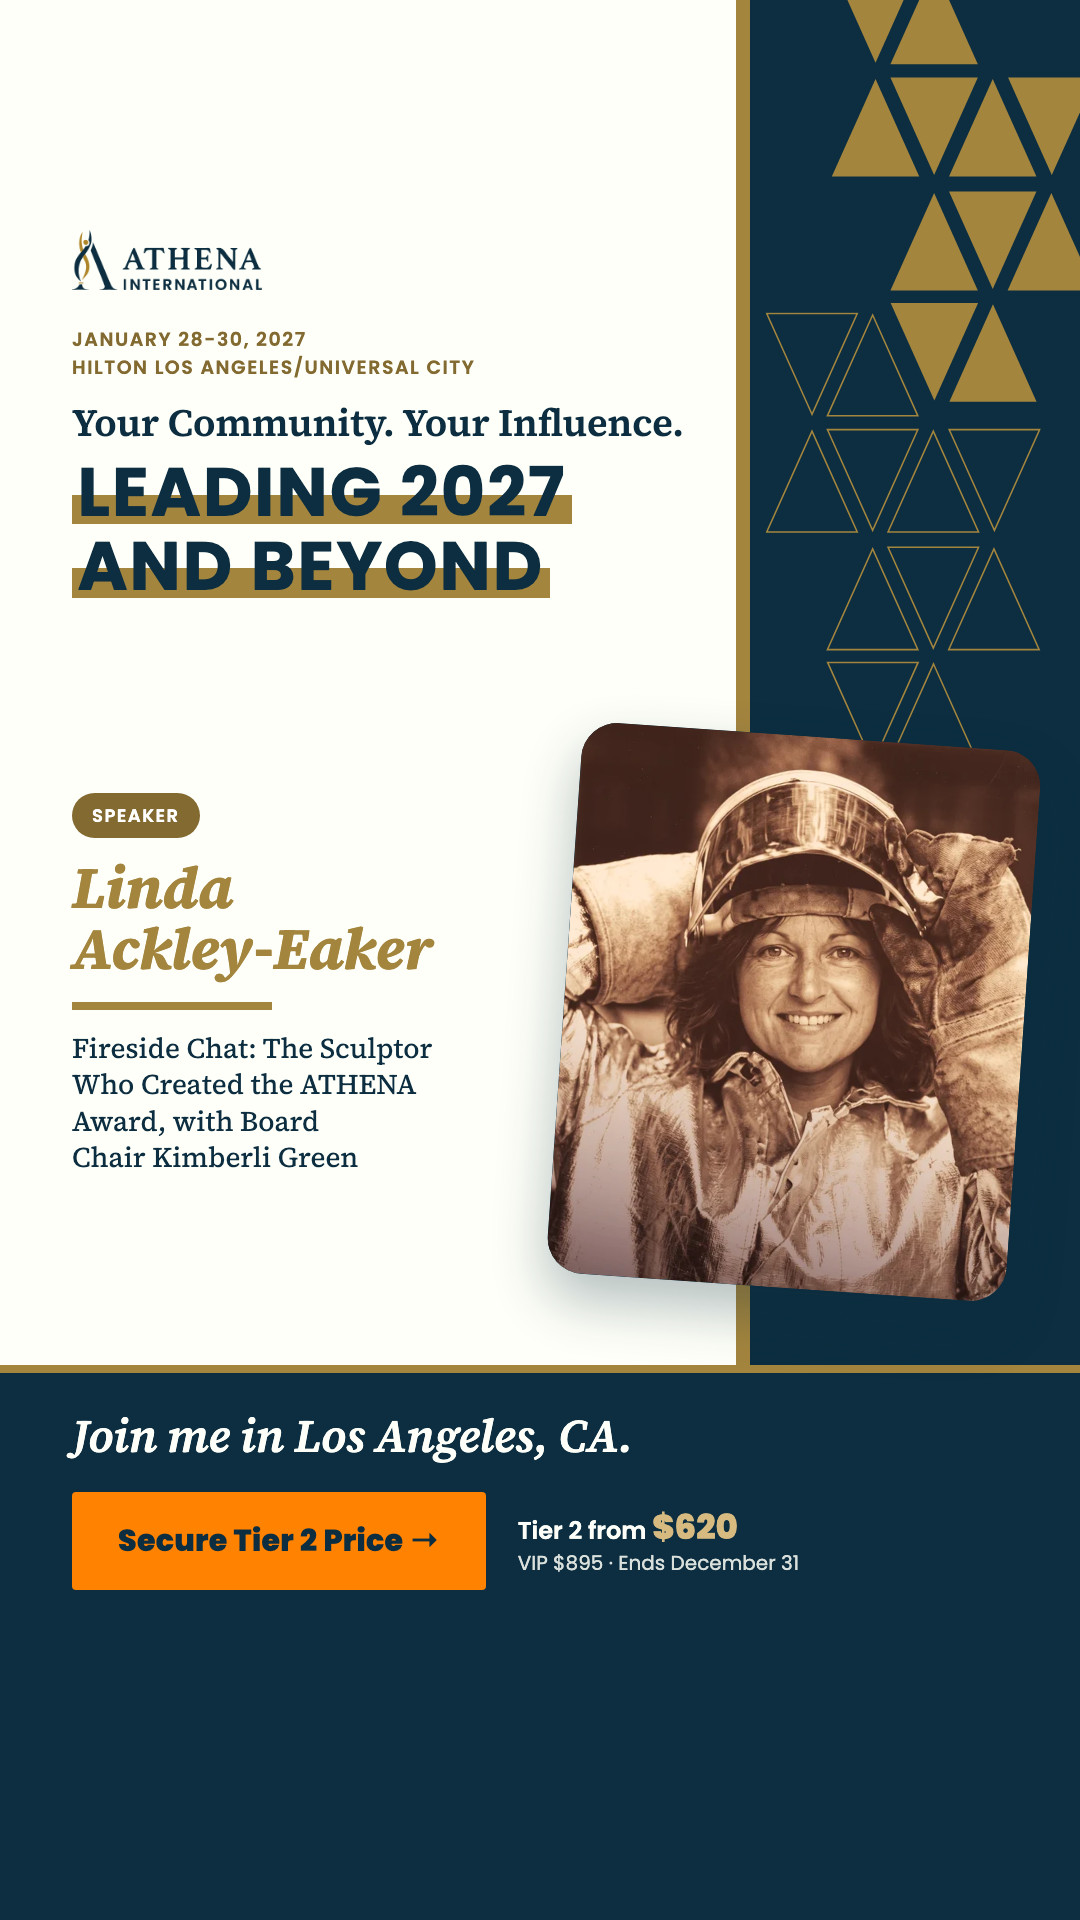 ATHENA
INTERNATIONAL
JANUARY 28-30, 2027
HILTON LOS ANGELES/UNIVERSAL CITY
Your Community. Your Influence.
LEADING 2027
AND BEYOND
SPEAKER
Linda
Ackley-Eaker
Fireside Chat: The Sculptor
Who Created the ATHENA
Award, with Board
Chair Kimberli Green
Join me in Los Angeles, CA.
Secure Tier 2 Price →
Tier 2 from $620
VIP $895 · Ends December 31